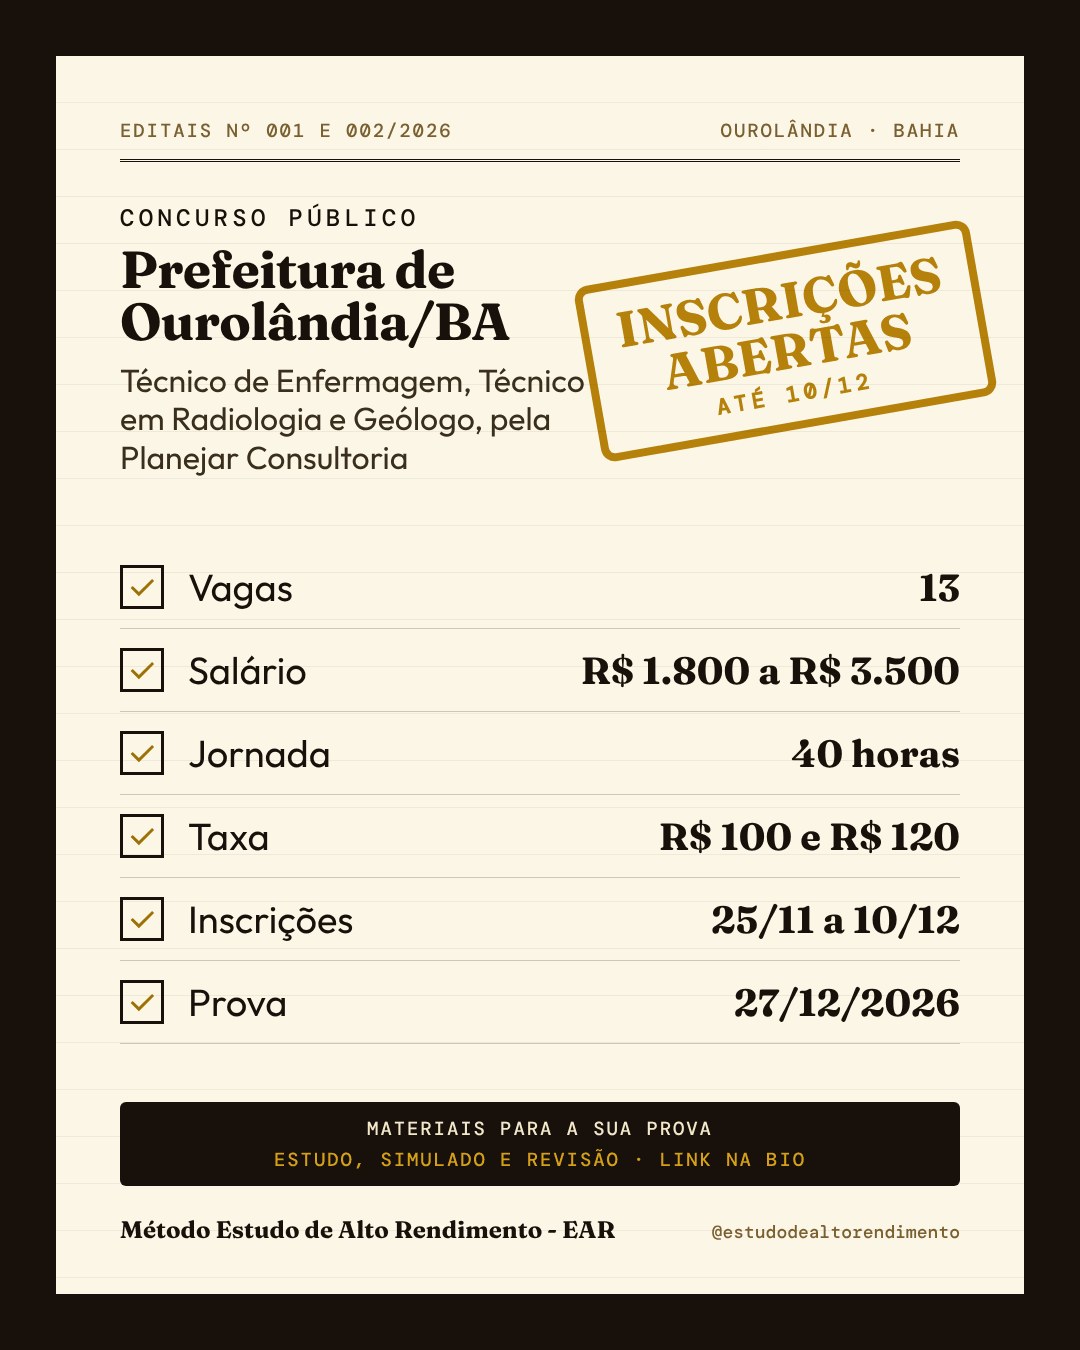 EDITAIS Nº 001 E 002/2026
OUROLÂNDIA · BAHIA
CONCURSO PÚBLICO
Prefeitura de
Ourolândia/BA
Técnico de Enfermagem, Técnico
em Radiologia e Geólogo, pela
Planejar Consultoria
INSCRIÇÕES
ABERTAS
ATÉ 10/12
Vagas 13
Salário R$ 1.800 a R$ 3.500
Jornada 40 horas
Taxa R$ 100 e R$ 120
Inscrições 25/11 a 10/12
Prova 27/12/2026
MATERIAIS PARA A SUA PROVA
ESTUDO, SIMULADO E REVISÃO · LINK NA BIO
Método Estudo de Alto Rendimento - EAR
@estudodealtorendimento